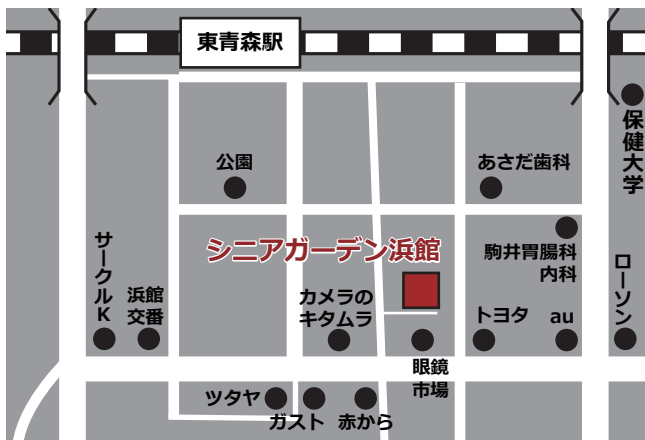 東青森駅
保健大学
公園
あさだ歯科
シニアガーデン浜館
駒井胃腸科
内科
サークルK
浜館
交番
カメラの
キタムラ
トヨタ
au
ローソン
眼鏡
市場
ツタヤ
ガスト
赤から